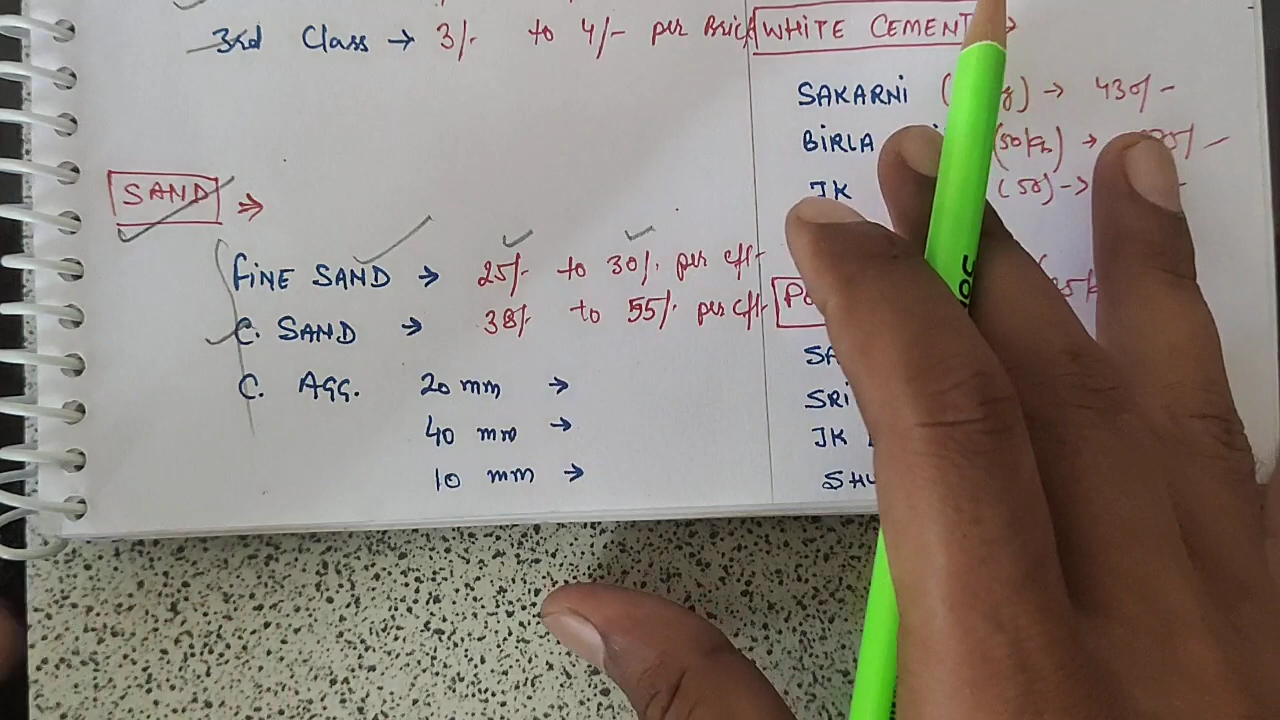 3rd Class → 3/- to 4/- per Brick
SAND ⇒
FINE SAND → 25/- to 30/- per cft
C. SAND → 38/- to 55/- per cft
C. AGG. 20 mm →
40 mm →
10 mm →
WHITE CEMENT →
SAKARNI → 430/-
BIRLA (50kg) →
JK (50) →
SRI
JK